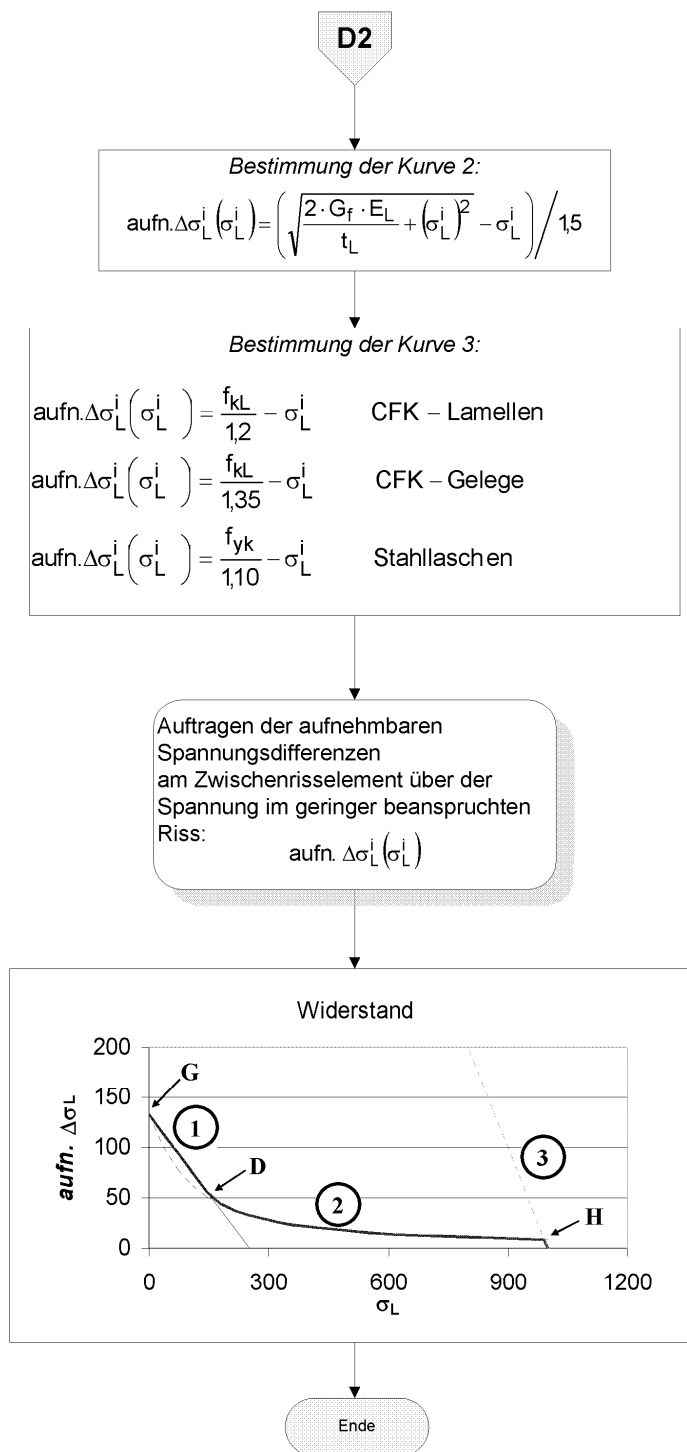 D2
Bestimmung der Kurve 2:
aufn.Δσ_L^i(σ_L^i) = (√(2·G_f·E_L / t_L + (σ_L^i)²) − σ_L^i) / 1,5
Bestimmung der Kurve 3:
aufn.Δσ_L^i(σ_L^i) = f_kL / 1,2 − σ_L^i CFK – Lamellen
aufn.Δσ_L^i(σ_L^i) = f_kL / 1,35 − σ_L^i CFK – Gelege
aufn.Δσ_L^i(σ_L^i) = f_yk / 1,10 − σ_L^i Stahllaschen
Auftragen der aufnehmbaren
Spannungsdifferenzen
am Zwischenrisselement über der
Spannung im geringer beanspruchten
Riss:
aufn. Δσ_L^i(σ_L^i)
Widerstand
aufn. Δσ_L
200
150
100
50
0
G
1
D
2
3
H
0 300 600 900 1200
σ_L
Ende